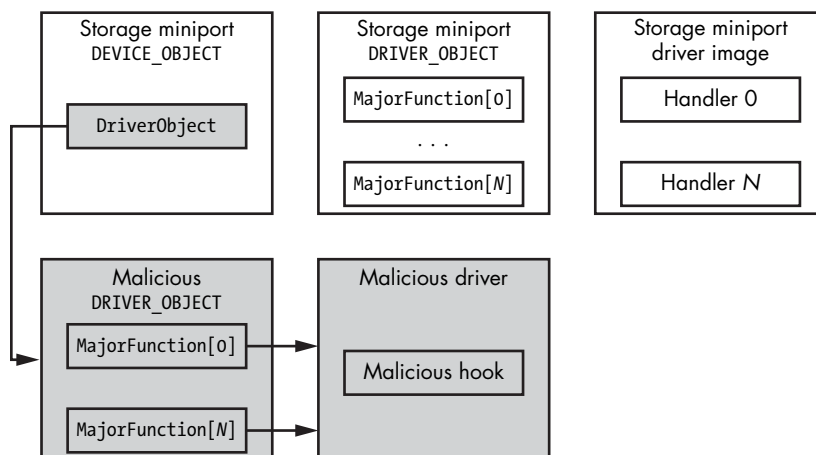 Storage miniport
DEVICE_OBJECT
DriverObject
Storage miniport
DRIVER_OBJECT
MajorFunction[0]
. . .
MajorFunction[N]
Storage miniport
driver image
Handler 0
Handler N
Malicious
DRIVER_OBJECT
MajorFunction[0]
MajorFunction[N]
Malicious driver
Malicious hook